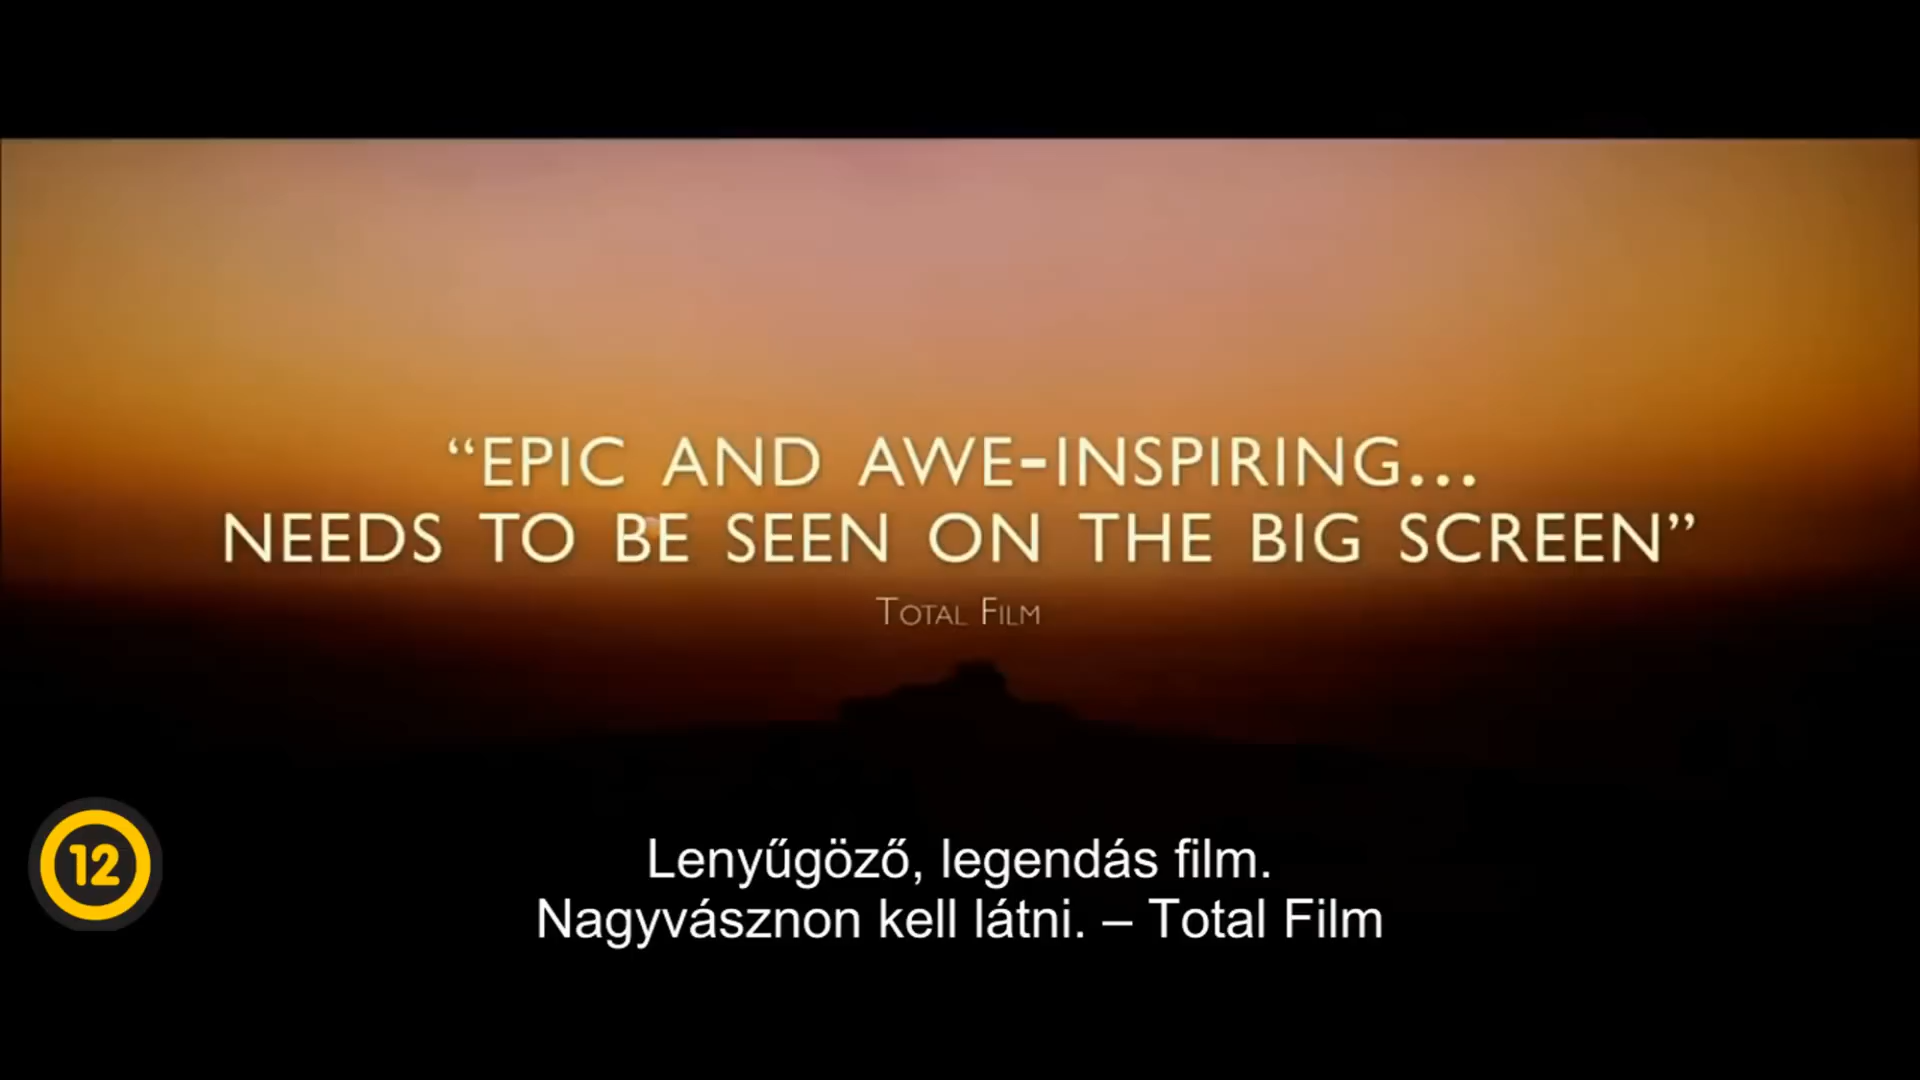 “EPIC AND AWE-INSPIRING...
NEEDS TO BE SEEN ON THE BIG SCREEN”
TOTAL FILM
12
Lenyűgöző, legendás film.
Nagyvásznon kell látni. – Total Film